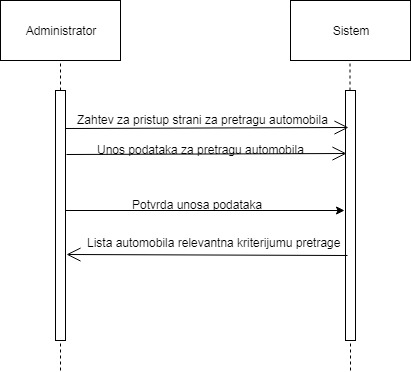 Administrator
Sistem
Zahtev za pristup strani za pretragu automobila
Unos podataka za pretragu automobila
Potvrda unosa podataka
Lista automobila relevantna kriterijumu pretrage